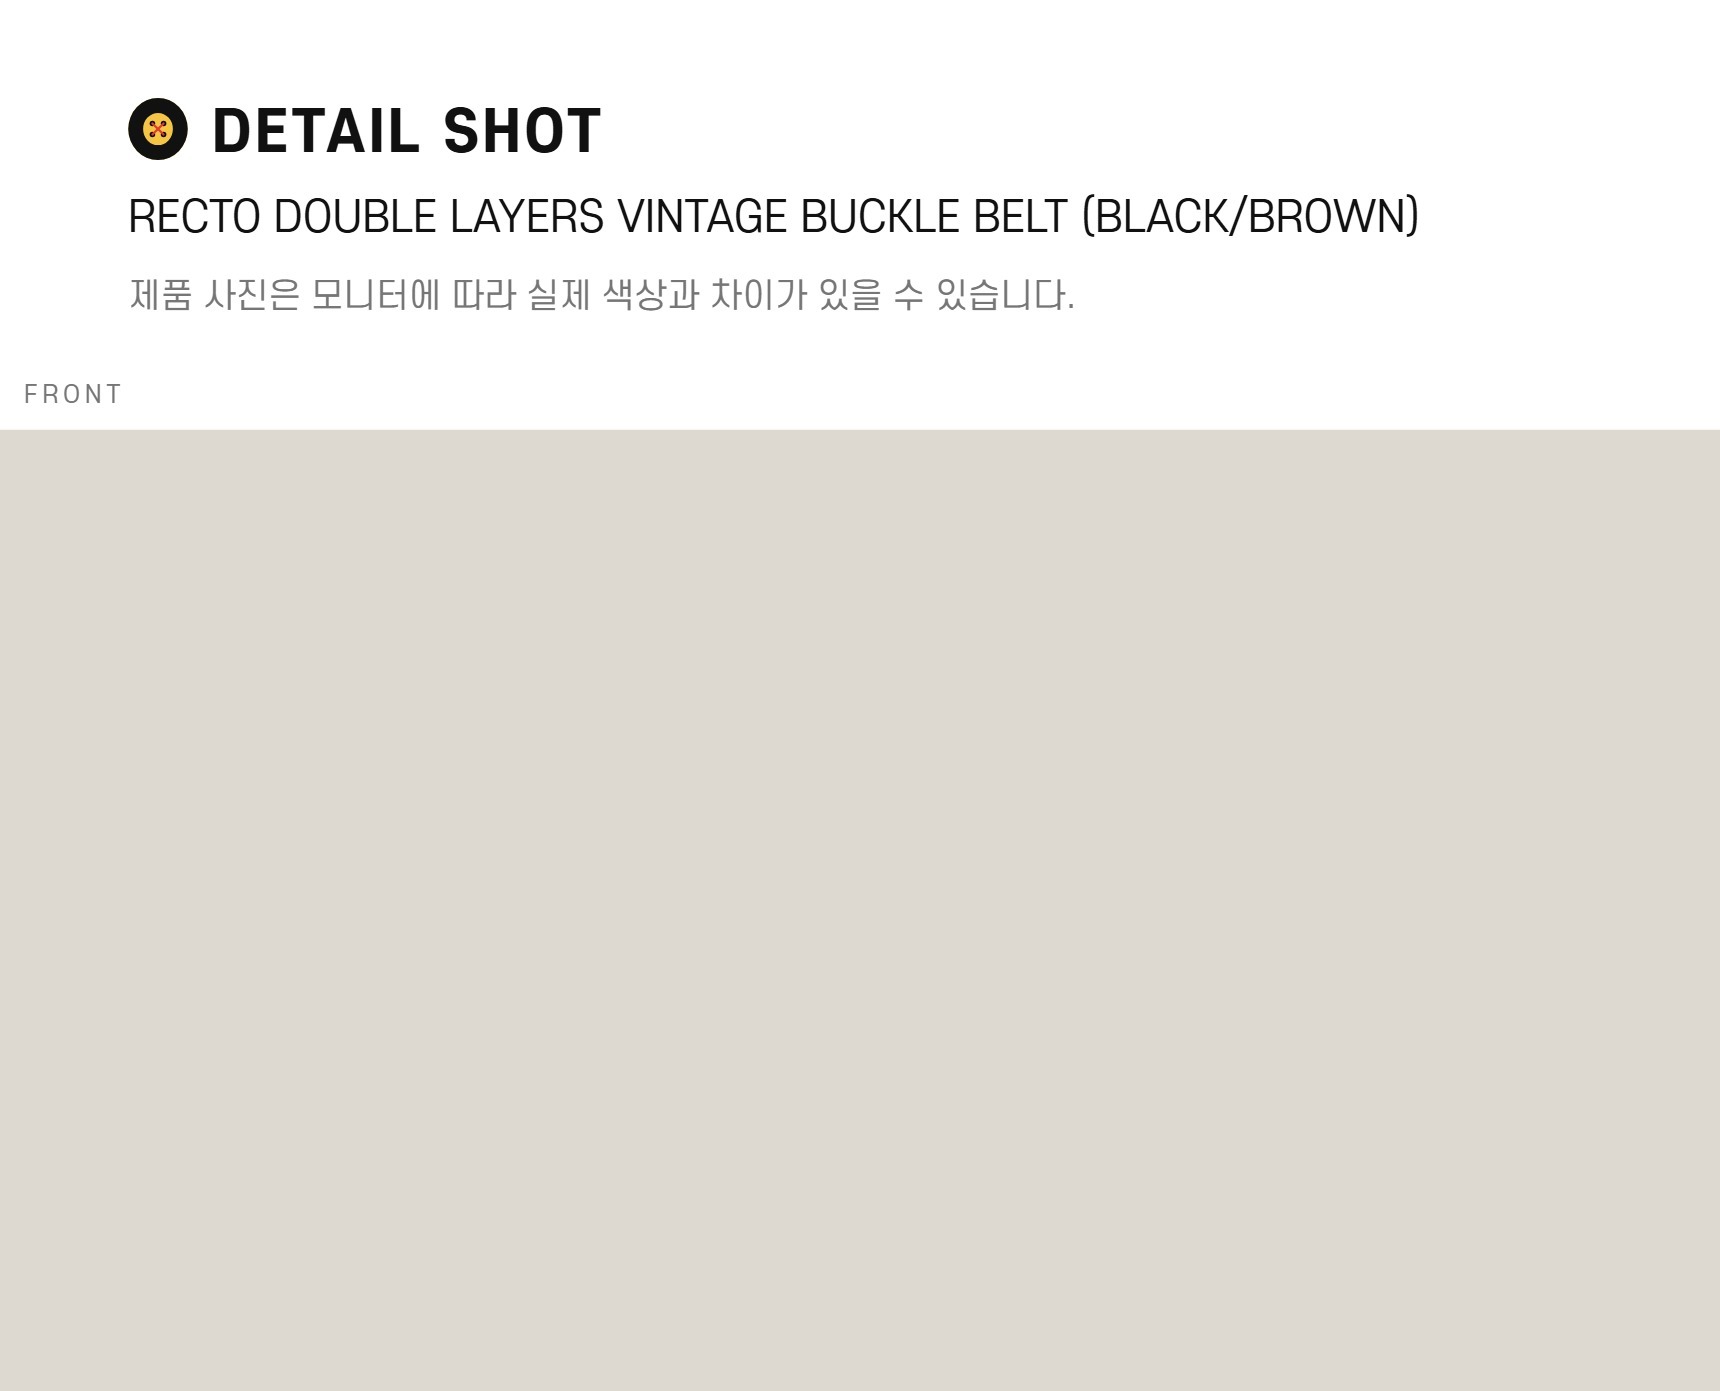 DETAIL SHOT
RECTO DOUBLE LAYERS VINTAGE BUCKLE BELT (BLACK/BROWN)
제품 사진은 모니터에 따라 실제 색상과 차이가 있을 수 있습니다.
FRONT